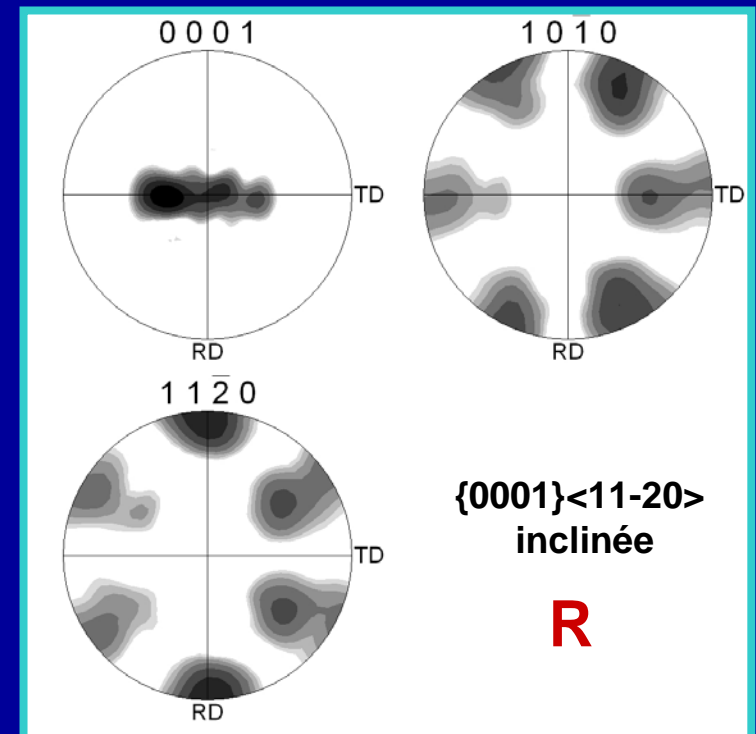 0 0 0 1
1 0 1̅ 0
TD
TD
RD
RD
1 1 2̅ 0
TD
RD
{0001}<11-20>
inclinée
R